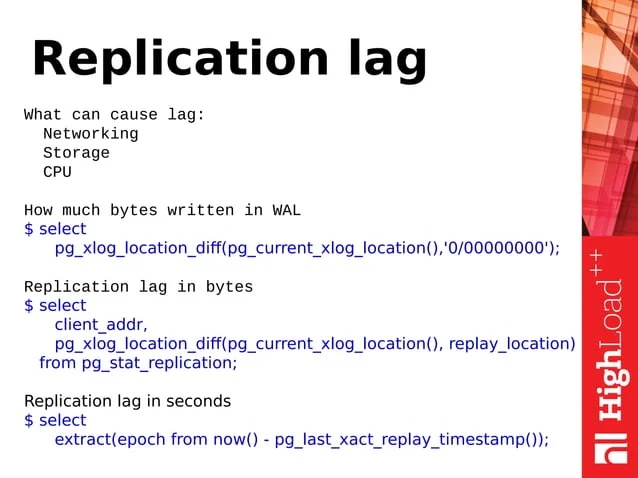 Replication lag
What can cause lag:
Networking
Storage
CPU
How much bytes written in WAL
$ select
pg_xlog_location_diff(pg_current_xlog_location(),'0/00000000');
Replication lag in bytes
$ select
client_addr,
pg_xlog_location_diff(pg_current_xlog_location(), replay_location)
from pg_stat_replication;
Replication lag in seconds
$ select
extract(epoch from now() - pg_last_xact_replay_timestamp());
HighLoad++